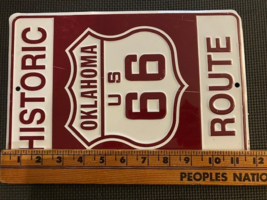 HISTORIC
OKLAHOMA
US
66
ROUTE
1 2 3 4 5 6 7 8 9 10 11 12
PEOPLES NATIO